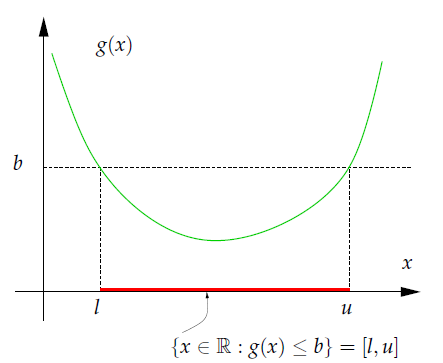 g(x)
b
x
l
u
{x ∈ ℝ : g(x) ≤ b} = [l, u]